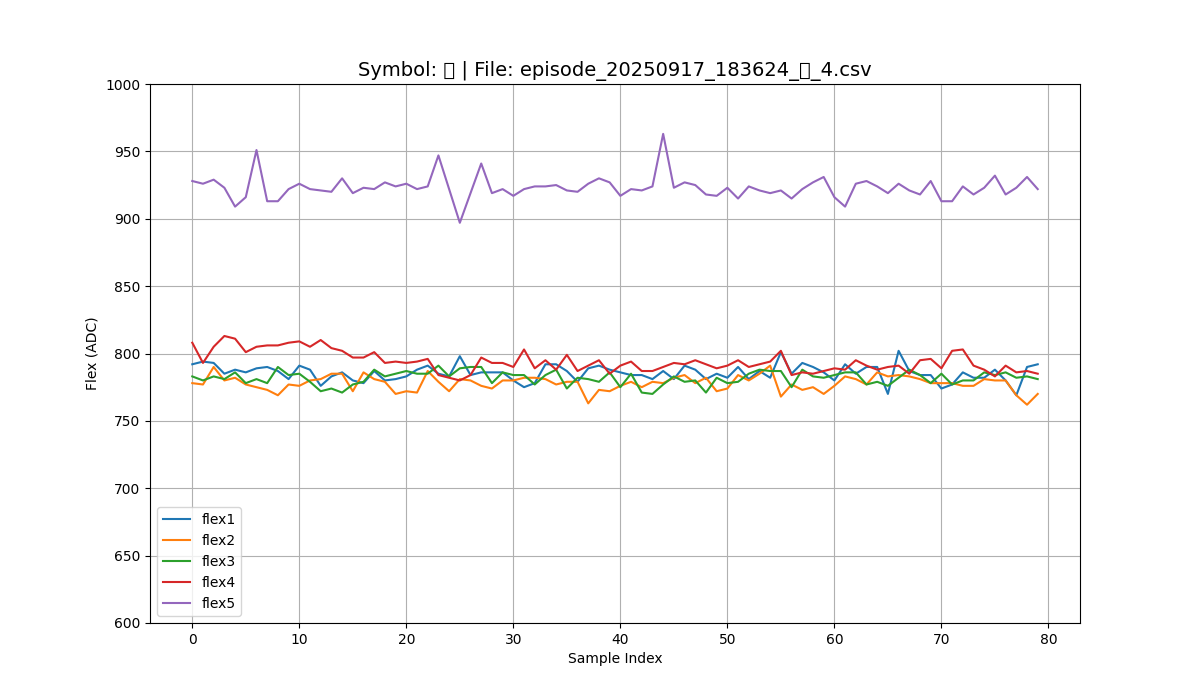 Symbol: | File: episode_20250917_183624_ _4.csv
1000
950
900
850
800
750
700
650
600
Flex (ADC)
flex1
flex2
flex3
flex4
flex5
0 10 20 30 40 50 60 70 80
Sample Index